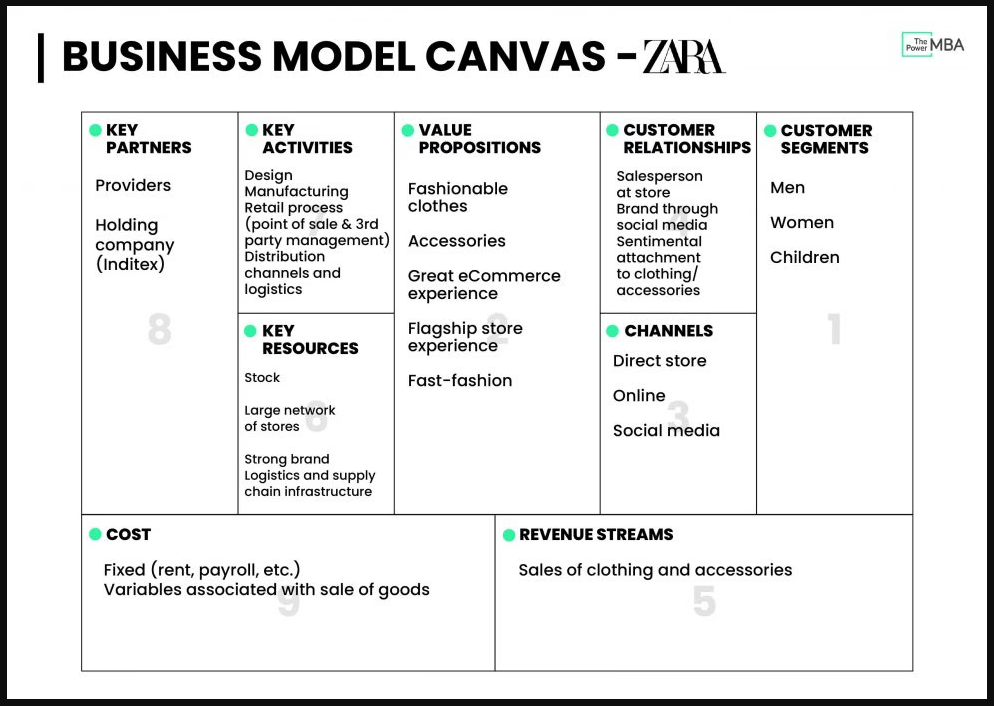 BUSINESS MODEL CANVAS - ZARA
The Power MBA
KEY
PARTNERS
Providers
Holding
company
(Inditex)
8
KEY
ACTIVITIES
Design
Manufacturing
Retail process
(point of sale & 3rd
party management)
Distribution
channels and
logistics
7
KEY
RESOURCES
Stock
Large network
of stores
6
Strong brand
Logistics and supply
chain infrastructure
VALUE
PROPOSITIONS
Fashionable
clothes
Accessories
Great eCommerce
experience
Flagship store
experience
2
Fast-fashion
CUSTOMER
RELATIONSHIPS
Salesperson
at store
Brand through
social media
Sentimental
attachment
to clothing/
accessories
4
CHANNELS
Direct store
Online
Social media
3
CUSTOMER
SEGMENTS
Men
Women
Children
1
COST
Fixed (rent, payroll, etc.)
Variables associated with sale of goods
9
REVENUE STREAMS
Sales of clothing and accessories
5